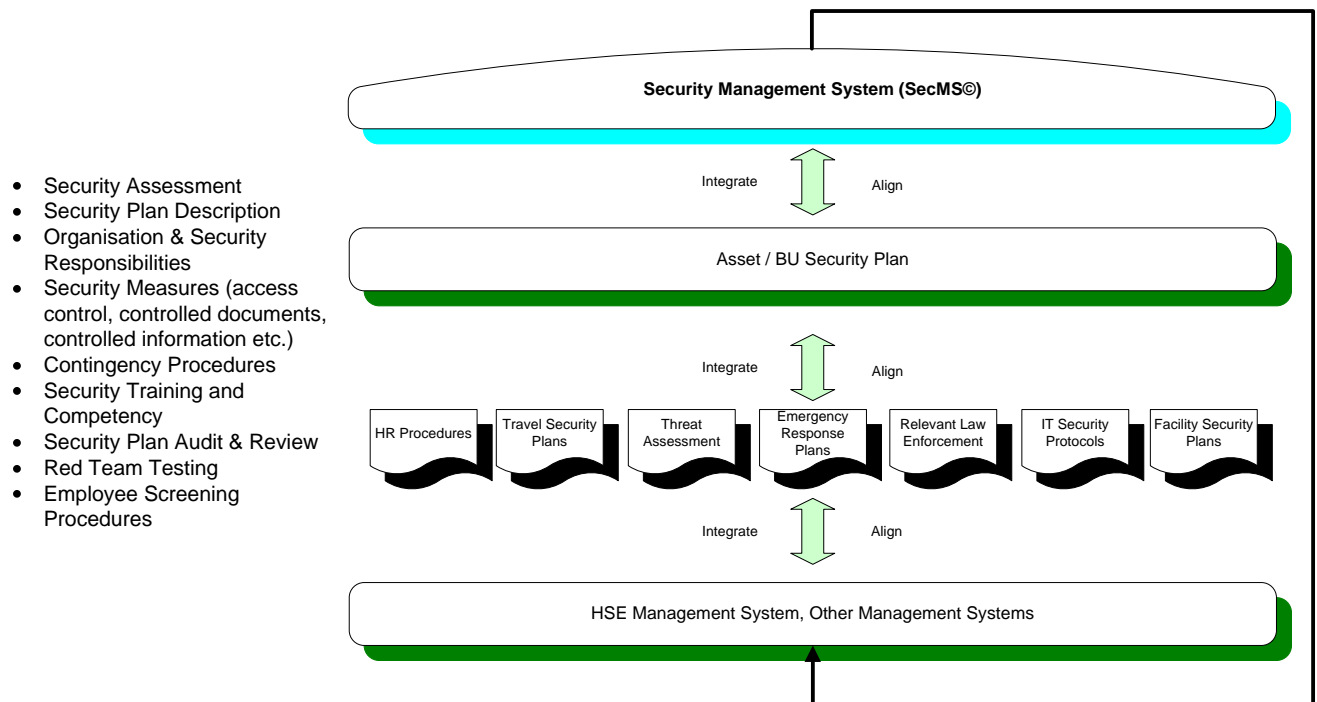 Security Management System (SecMS©)
Integrate
Align
• Security Assessment
• Security Plan Description
• Organisation & Security
Responsibilities
• Security Measures (access
control, controlled documents,
controlled information etc.)
• Contingency Procedures
• Security Training and
Competency
• Security Plan Audit & Review
• Red Team Testing
• Employee Screening
Procedures
Asset / BU Security Plan
Integrate
Align
HR Procedures
Travel Security
Plans
Threat
Assessment
Emergency
Response
Plans
Relevant Law
Enforcement
IT Security
Protocols
Facility Security
Plans
Integrate
Align
HSE Management System, Other Management Systems